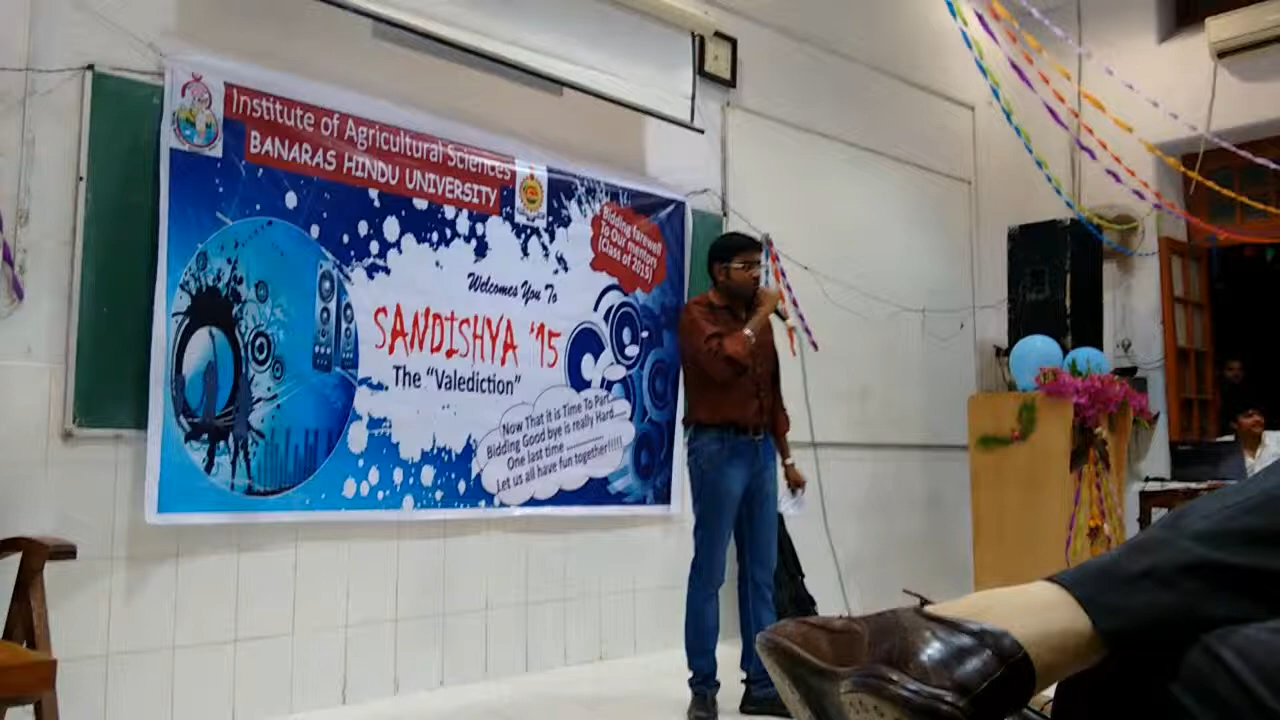 Institute of Agricultural Sciences
BANARAS HINDU UNIVERSITY
Bidding farewell
To Our mentors
(Class of 2015)
Welcomes You To
SANDISHYA '15
The "Valediction"
Now That it is Time To Part....
Bidding Good bye is really Hard.....
One last time ..............
Let us all have fun together!!!!!